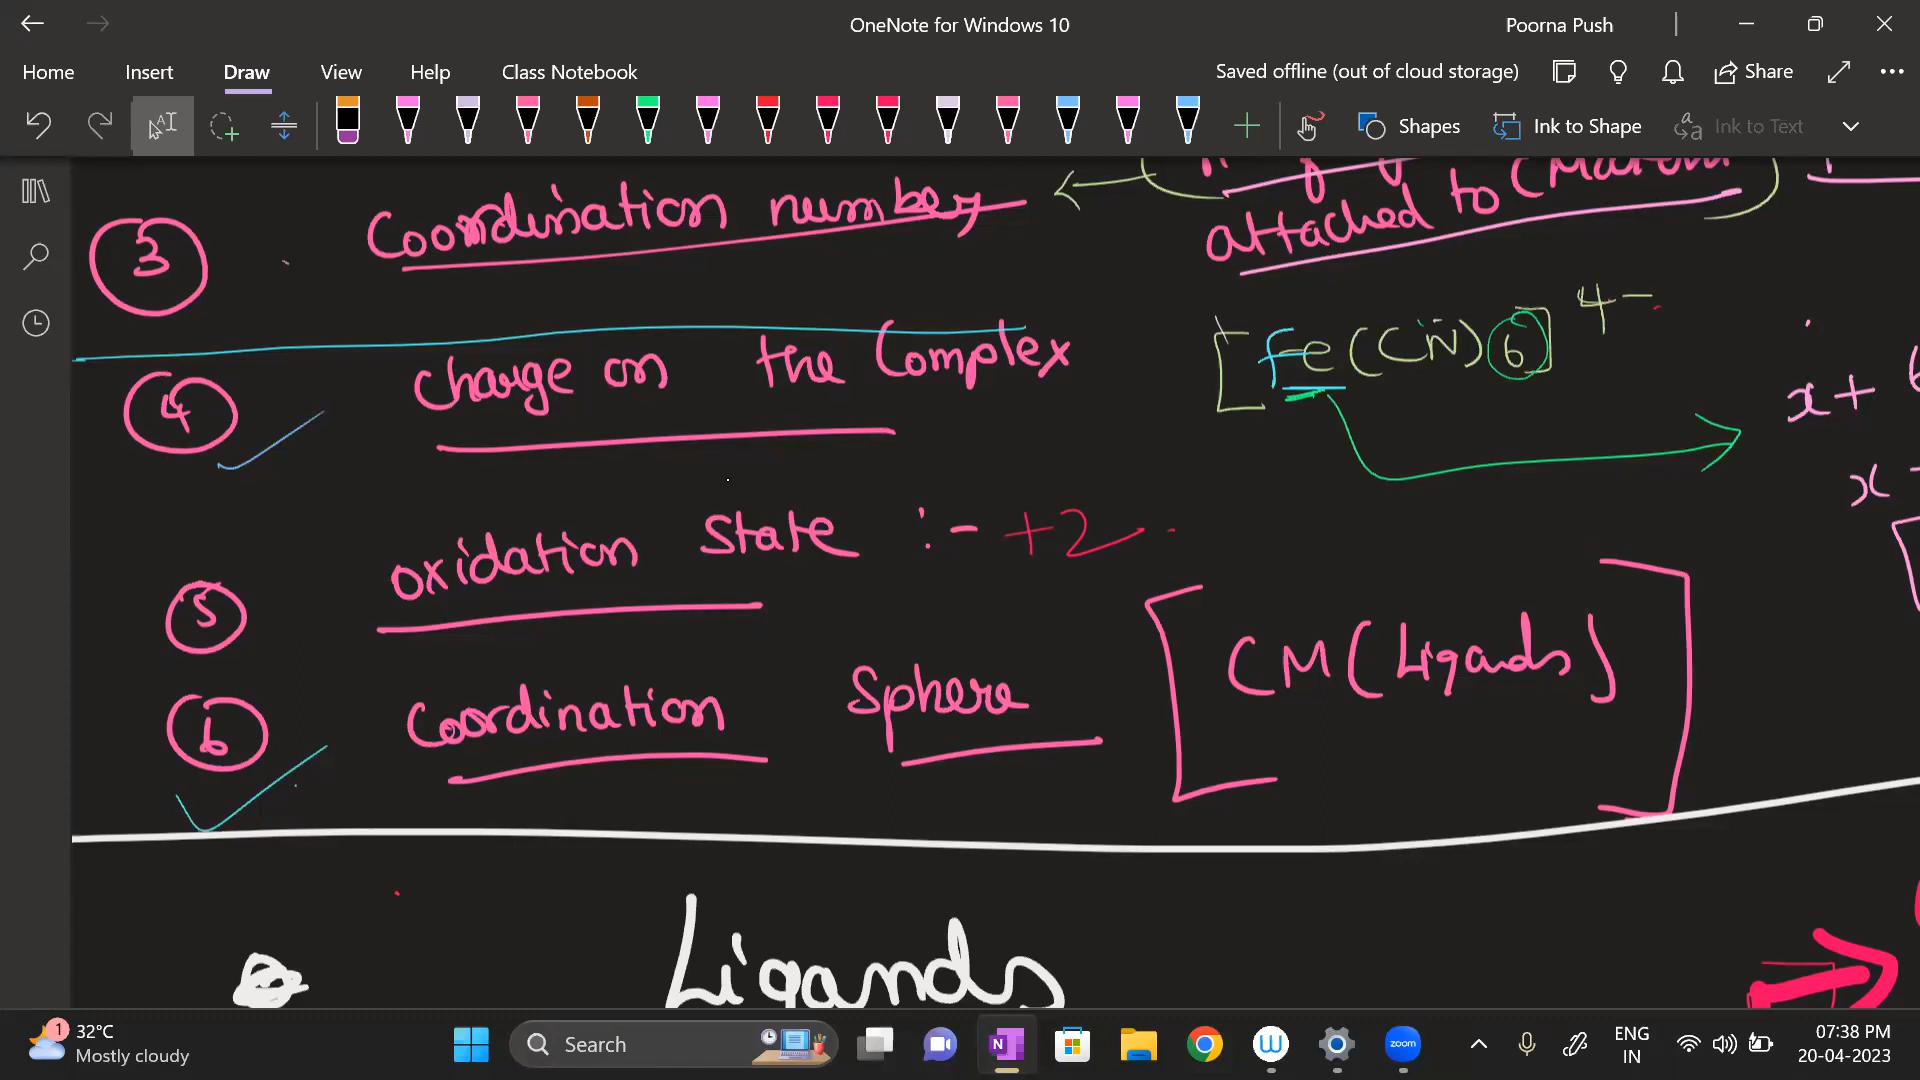 OneNote for Windows 10
Poorna Push
Home Insert Draw View Help Class Notebook
Saved offline (out of cloud storage)
Share
Shapes
Ink to Shape
Ink to Text
3 Coordination number
attached to
[Fe(CN)6]4-
x +
4 charge on the Complex
x -
5 oxidation State :- +2
6 Coordination Sphere [CM(Ligands)]
Ligands
1
32°C
Mostly cloudy
Search
zoom
ENG
IN
07:38 PM
20-04-2023